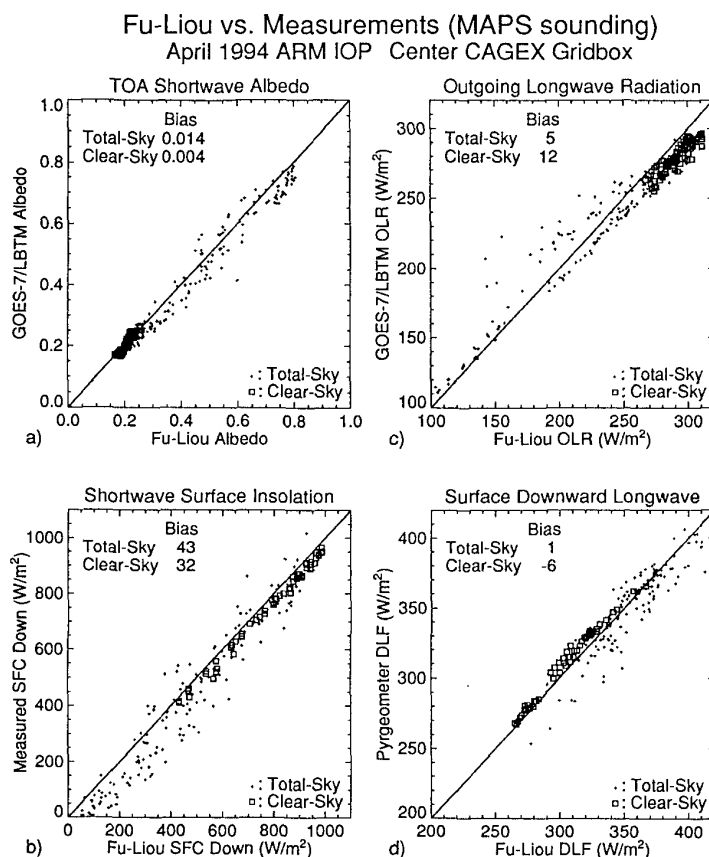 Fu-Liou vs. Measurements (MAPS sounding)
April 1994 ARM IOP Center CAGEX Gridbox
TOA Shortwave Albedo
Bias
Total-Sky 0.014
Clear-Sky 0.004
GOES-7/LBTM Albedo
1.0
0.8
0.6
0.4
0.2
0.0
0.0 0.2 0.4 0.6 0.8 1.0
: Total-Sky
: Clear-Sky
a) Fu-Liou Albedo
Outgoing Longwave Radiation
Bias
Total-Sky 5
Clear-Sky 12
GOES-7/LBTM OLR (W/m²)
300
250
200
150
100
100 150 200 250 300
: Total-Sky
: Clear-Sky
c) Fu-Liou OLR (W/m²)
Shortwave Surface Insolation
Bias
Total-Sky 43
Clear-Sky 32
Measured SFC Down (W/m²)
1000
800
600
400
200
0
0 200 400 600 800 1000
: Total-Sky
: Clear-Sky
b) Fu-Liou SFC Down (W/m²)
Surface Downward Longwave
Bias
Total-Sky 1
Clear-Sky -6
Pyrgeometer DLF (W/m²)
400
350
300
250
200
200 250 300 350 400
: Total-Sky
: Clear-Sky
d) Fu-Liou DLF (W/m²)